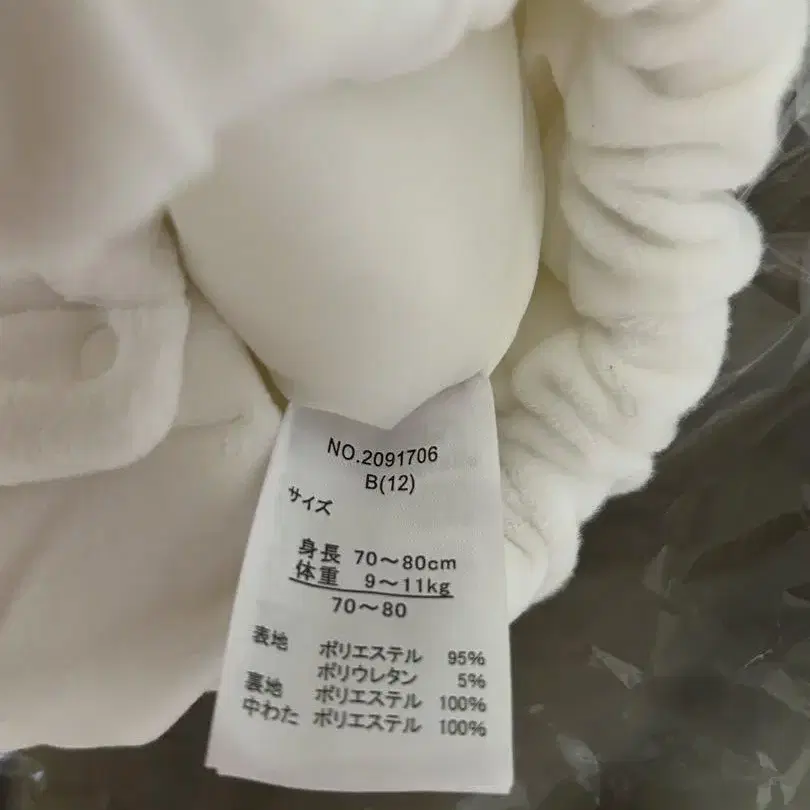 NO.2091706
B(12)
サイズ
身長 70～80cm
体重 9～11kg
70～80
表地 ポリエステル 95%
ポリウレタン 5%
裏地 ポリエステル 100%
中わた ポリエステル 100%